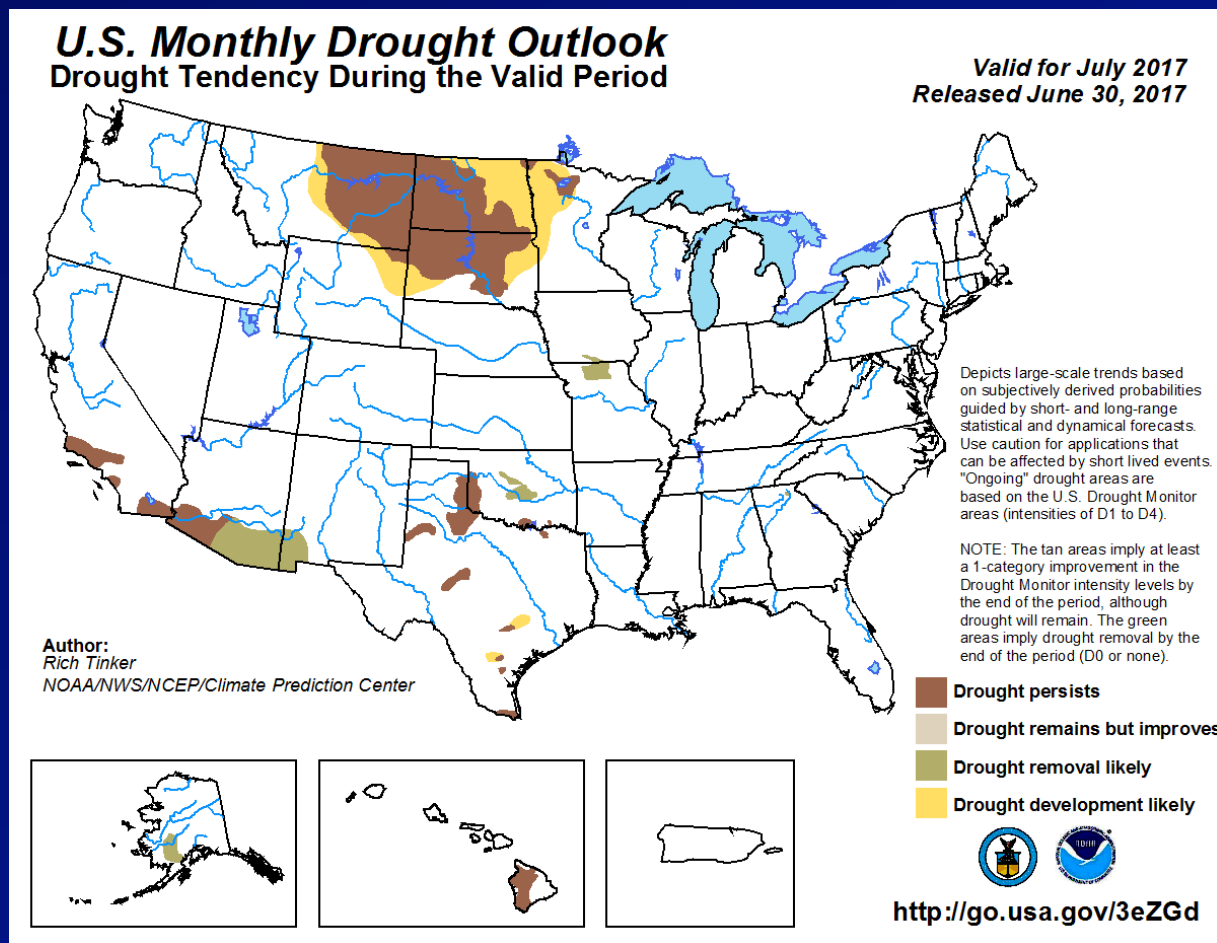 U.S. Monthly Drought Outlook
Drought Tendency During the Valid Period
Valid for July 2017
Released June 30, 2017
Depicts large-scale trends based
on subjectively derived probabilities
guided by short- and long-range
statistical and dynamical forecasts.
Use caution for applications that
can be affected by short lived events.
"Ongoing" drought areas are
based on the U.S. Drought Monitor
areas (intensities of D1 to D4).
NOTE: The tan areas imply at least
a 1-category improvement in the
Drought Monitor intensity levels by
the end of the period, although
drought will remain. The green
areas imply drought removal by the
end of the period (D0 or none).
Author:
Rich Tinker
NOAA/NWS/NCEP/Climate Prediction Center
Drought persists
Drought remains but improves
Drought removal likely
Drought development likely
http://go.usa.gov/3eZGd